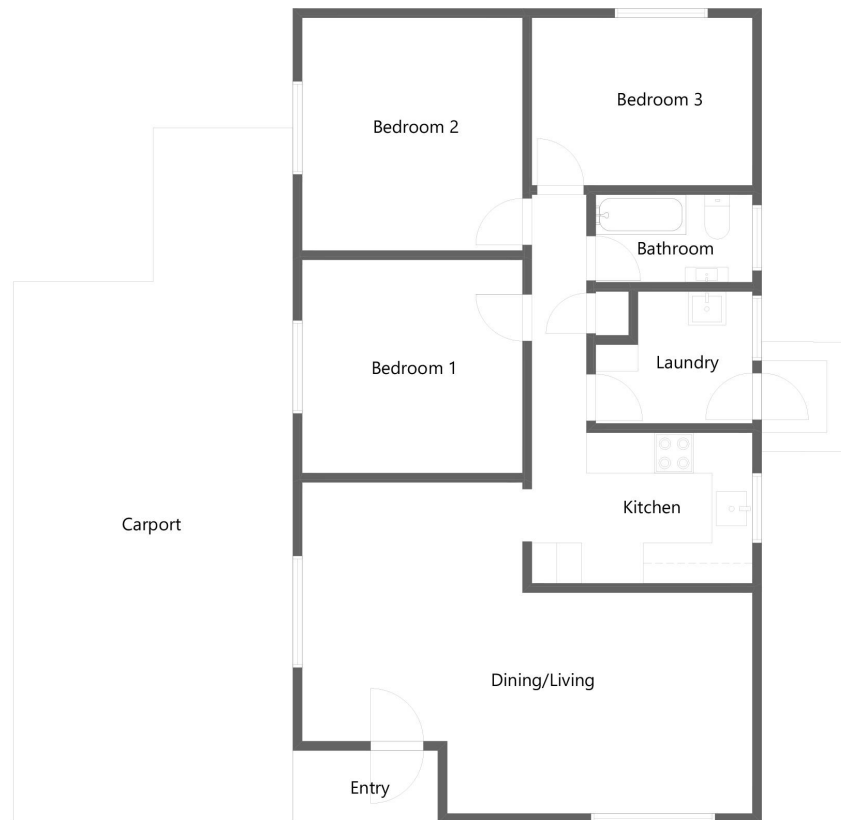 Bedroom 3
Bedroom 2
Bathroom
Laundry
Bedroom 1
Kitchen
Carport
Dining/Living
Entry